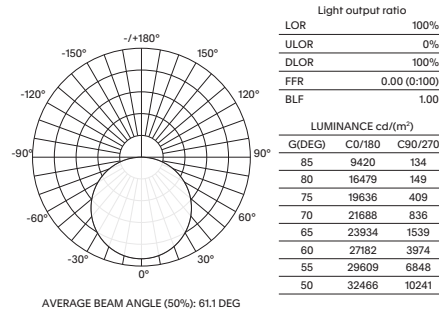 -/+180°
-150° 150°
-120° 120°
-90° 90°
-60° 60°
-30° 30°
0°
AVERAGE BEAM ANGLE (50%): 61.1 DEG
Light output ratio
LOR 100%
ULOR 0%
DLOR 100%
FFR 0.00 (0:100)
BLF 1.00
LUMINANCE cd/(m²)
G(DEG) C0/180 C90/270
85 9420 134
80 16479 149
75 19636 409
70 21688 836
65 23934 1539
60 27182 3974
55 29609 6848
50 32466 10241